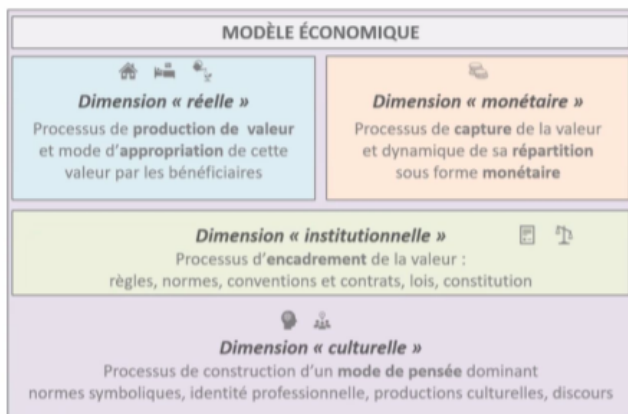 MODÈLE ÉCONOMIQUE
Dimension « réelle »
Processus de production de valeur
et mode d'appropriation de cette
valeur par les bénéficiaires
Dimension « monétaire »
Processus de capture de la valeur
et dynamique de sa répartition
sous forme monétaire
Dimension « institutionnelle »
Processus d'encadrement de la valeur :
règles, normes, conventions et contrats, lois, constitution
Dimension « culturelle »
Processus de construction d'un mode de pensée dominant
normes symboliques, identité professionnelle, productions culturelles, discours